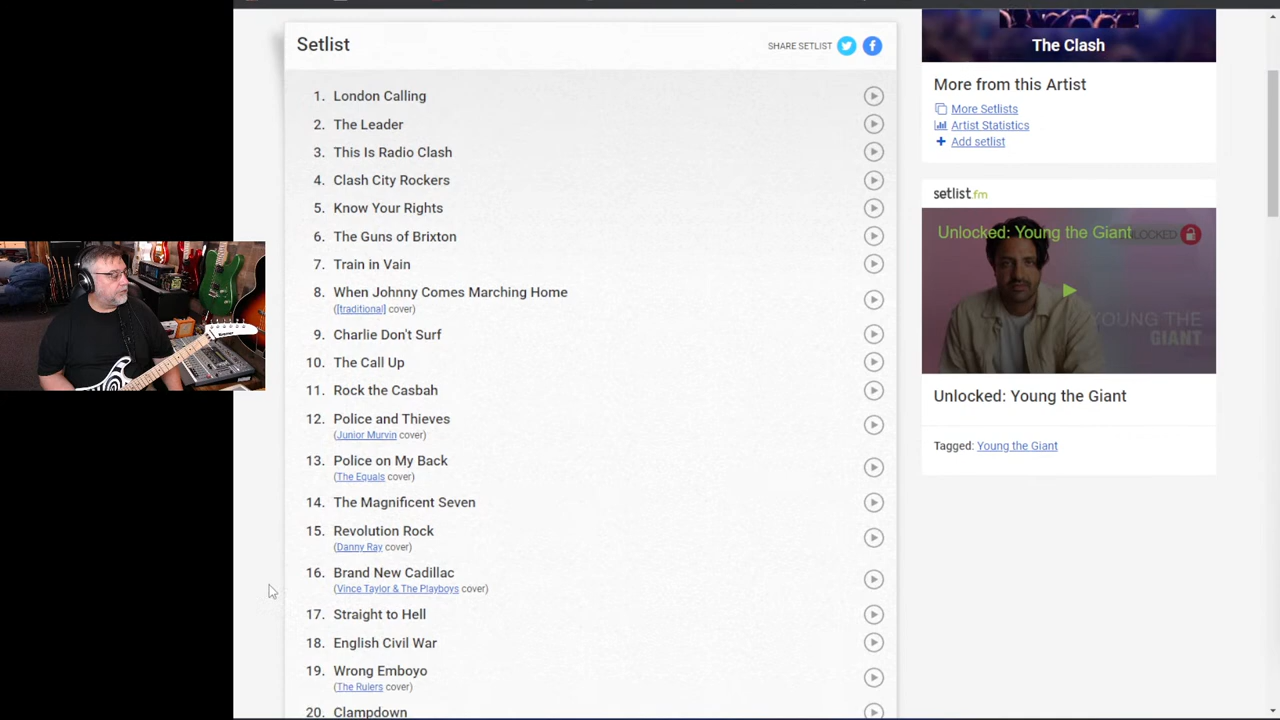 Setlist
SHARE SETLIST
1. London Calling
2. The Leader
3. This Is Radio Clash
4. Clash City Rockers
5. Know Your Rights
6. The Guns of Brixton
7. Train in Vain
8. When Johnny Comes Marching Home
([traditional] cover)
9. Charlie Don't Surf
10. The Call Up
11. Rock the Casbah
12. Police and Thieves
(Junior Murvin cover)
13. Police on My Back
(The Equals cover)
14. The Magnificent Seven
15. Revolution Rock
(Danny Ray cover)
16. Brand New Cadillac
(Vince Taylor & The Playboys cover)
17. Straight to Hell
18. English Civil War
19. Wrong Emboyo
(The Rulers cover)
20. Clampdown
The Clash
More from this Artist
More Setlists
Artist Statistics
Add setlist
setlist.fm
Unlocked: Young the Giant
YOUNG THE
GIANT
Unlocked: Young the Giant
Tagged: Young the Giant